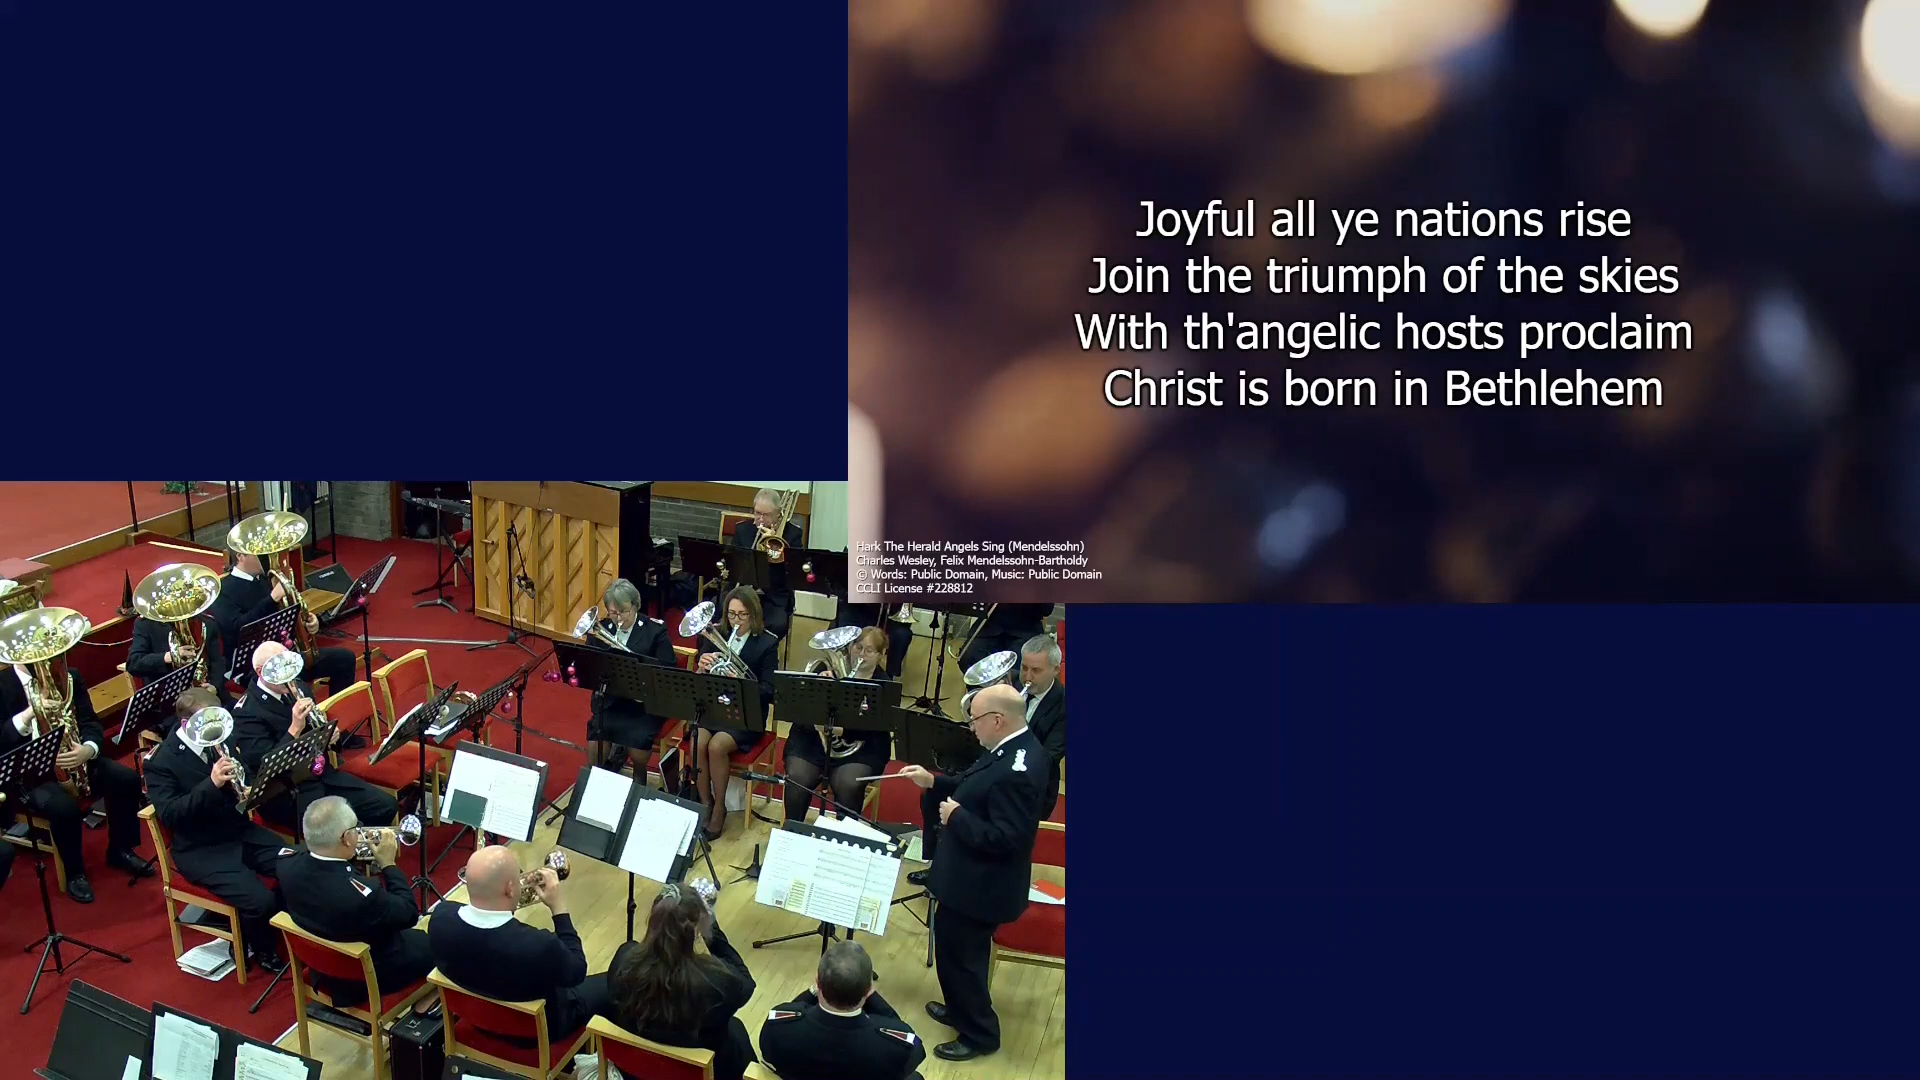 Joyful all ye nations rise
Join the triumph of the skies
With th'angelic hosts proclaim
Christ is born in Bethlehem
Hark The Herald Angels Sing (Mendelssohn)
Charles Wesley, Felix Mendelssohn-Bartholdy
© Words: Public Domain, Music: Public Domain
CCLI License #228812